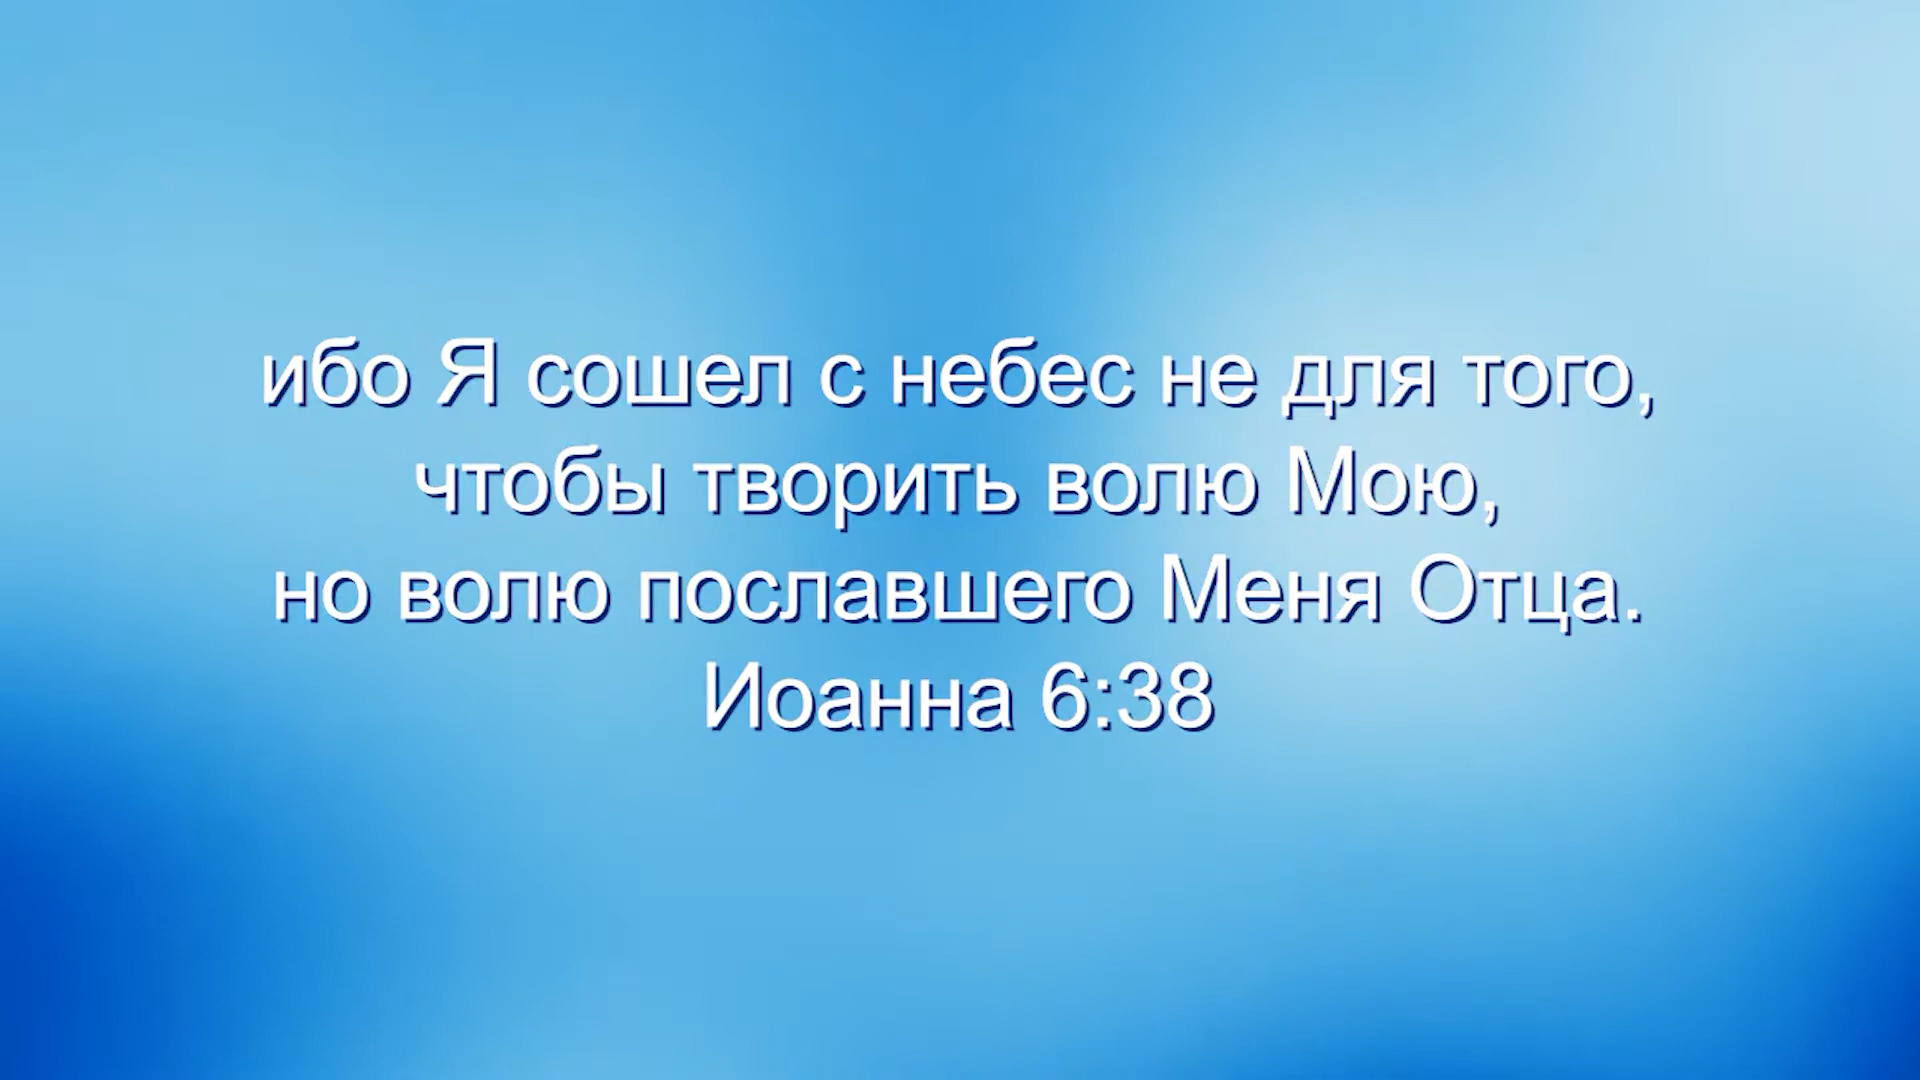 ибо Я сошел с небес не для того,
чтобы творить волю Мою,
но волю пославшего Меня Отца.
Иоанна 6:38